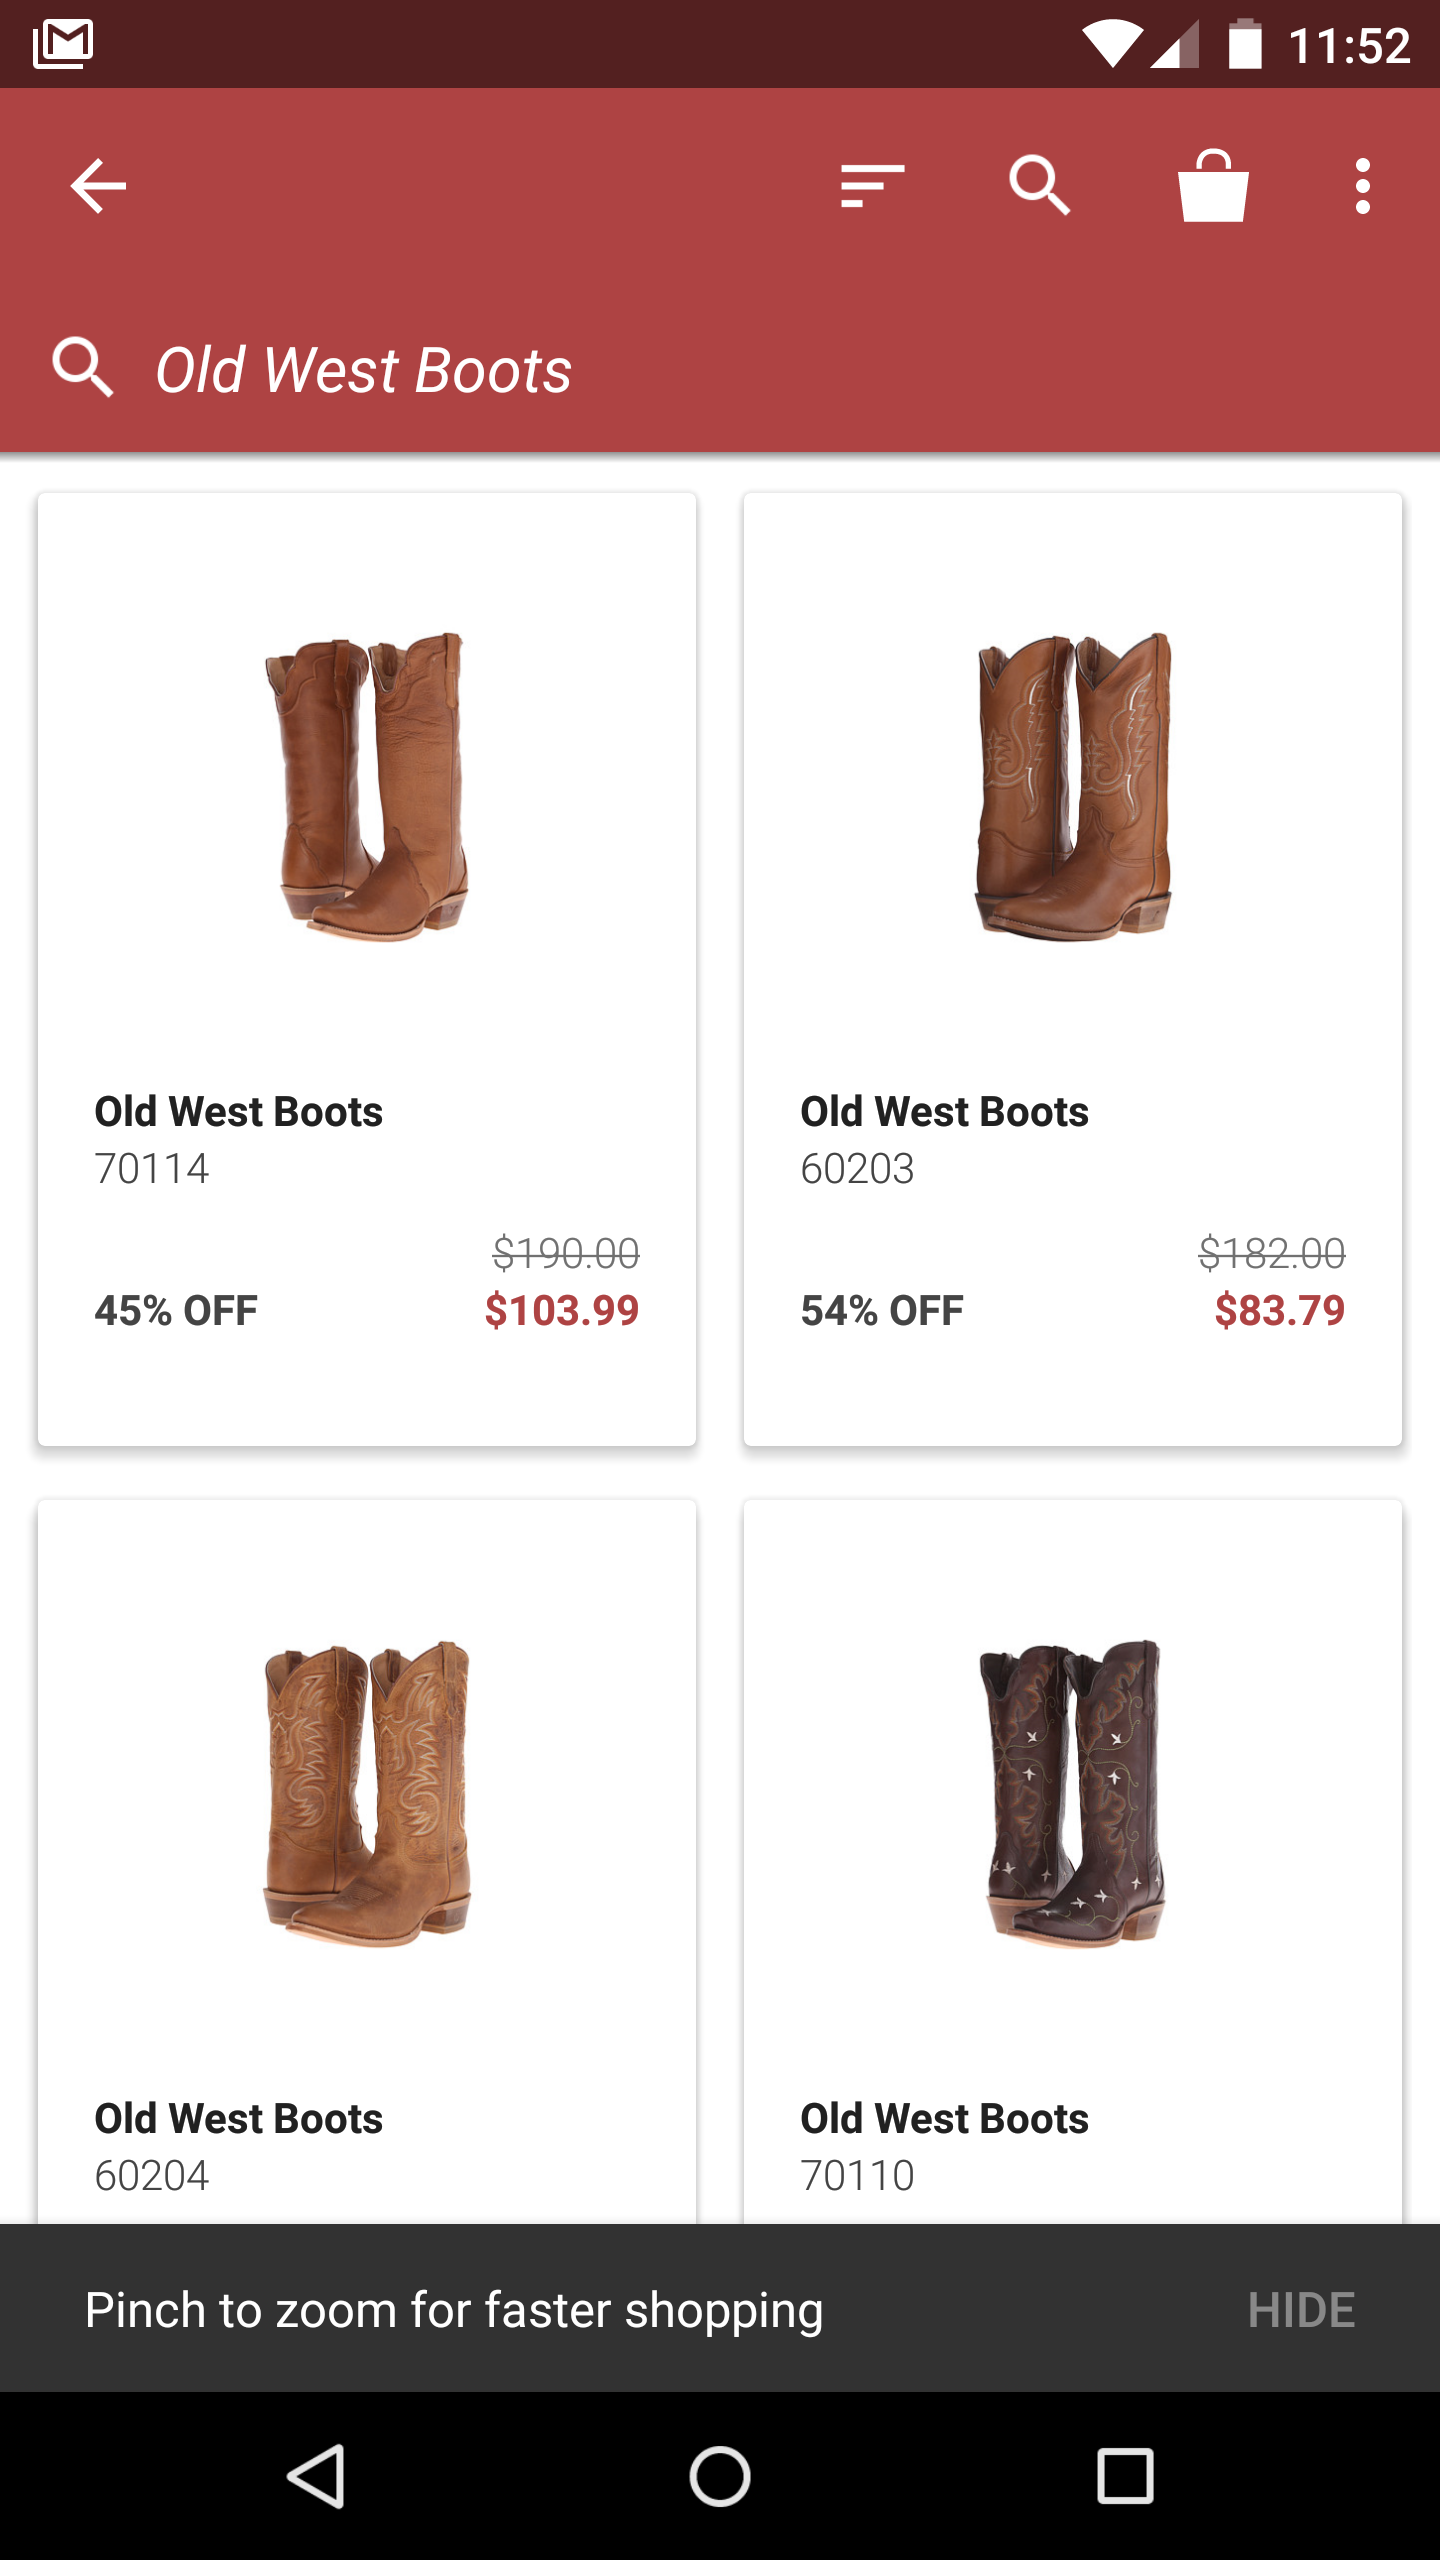 11:52
Old West Boots
Old West Boots
70114
$190.00
45% OFF
$103.99
Old West Boots
60203
$182.00
54% OFF
$83.79
Old West Boots
60204
Old West Boots
70110
Pinch to zoom for faster shopping
HIDE